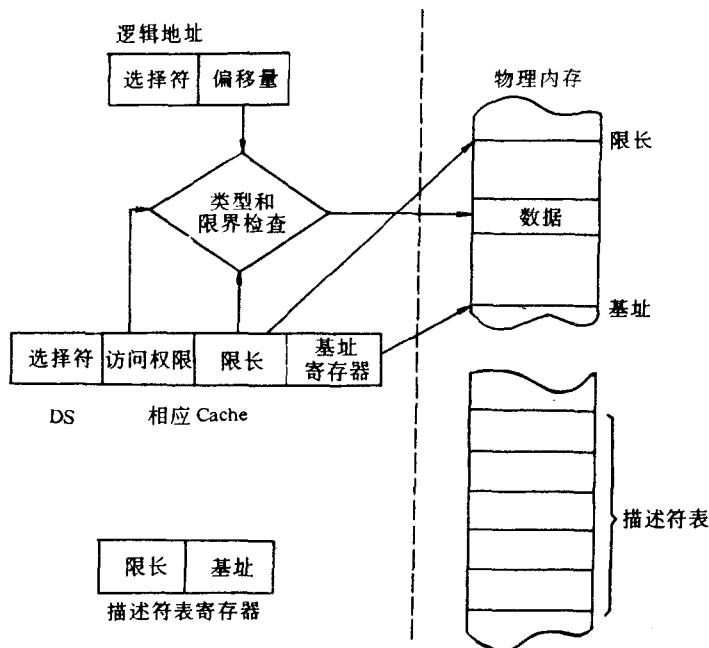 逻辑地址
选择符 偏移量
类型和
限界检查
选择符 访问权限 限长 基址
寄存器
DS 相应 Cache
限长 基址
描述符表寄存器
物理内存
限长
数据
基址
描述符表